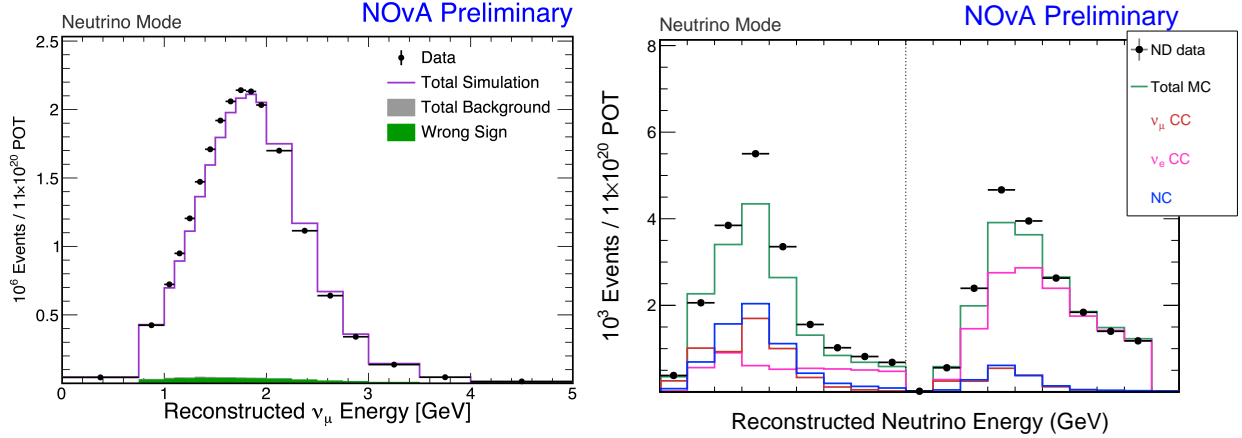 NOvA Preliminary
Neutrino Mode
10⁶ Events / 11×10²⁰ POT
2.5
2
1.5
1
0.5
0
1
2
3
4
5
Reconstructed νμ Energy [GeV]
Data
Total Simulation
Total Background
Wrong Sign
NOvA Preliminary
Neutrino Mode
10³ Events / 11×10²⁰ POT
8
6
4
2
Reconstructed Neutrino Energy (GeV)
ND data
Total MC
νμ CC
νe CC
NC